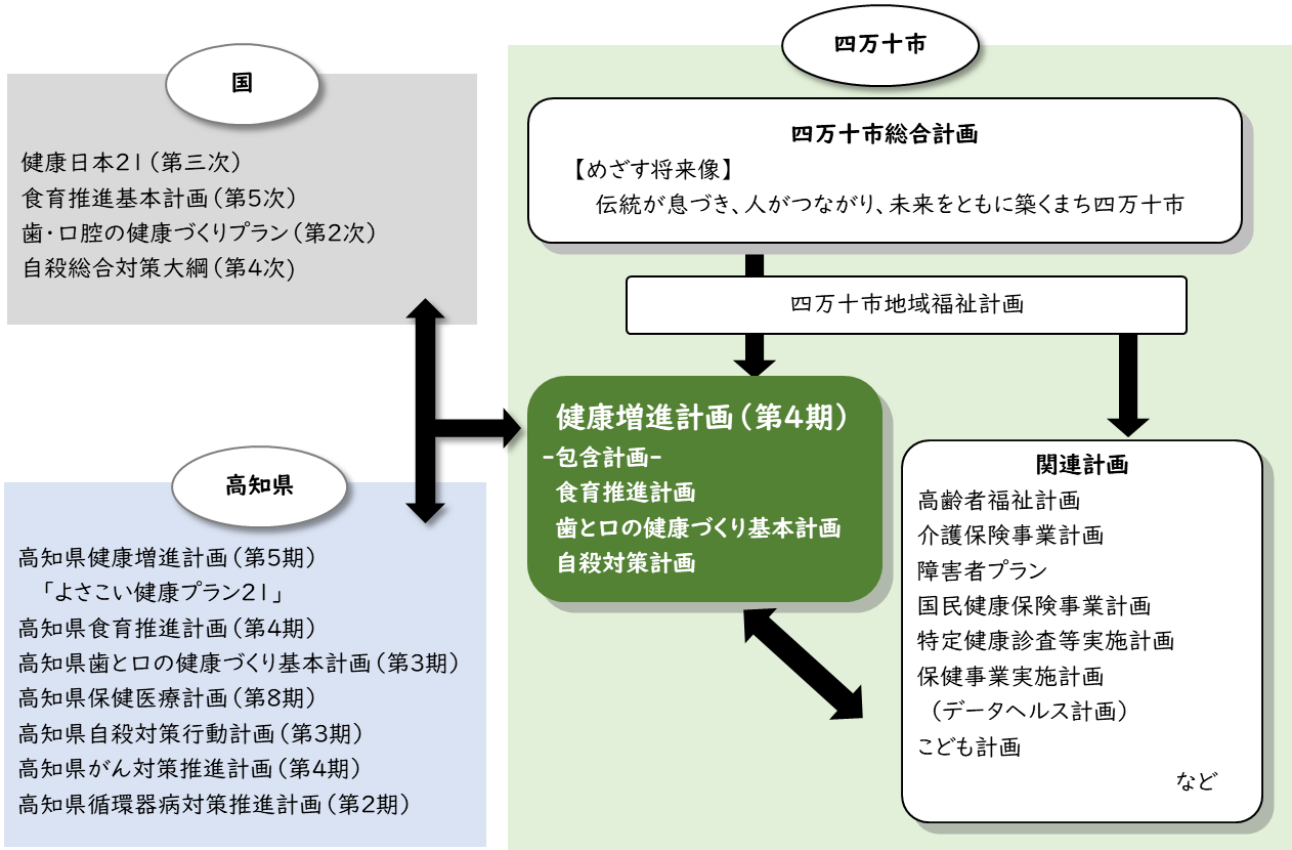 国
健康日本21（第三次）
食育推進基本計画（第5次）
歯・口腔の健康づくりプラン（第2次）
自殺総合対策大綱（第4次)
高知県
高知県健康増進計画（第5期）
「よさこい健康プラン21」
高知県食育推進計画（第4期）
高知県歯と口の健康づくり基本計画（第3期）
高知県保健医療計画（第8期）
高知県自殺対策行動計画（第3期）
高知県がん対策推進計画（第4期）
高知県循環器病対策推進計画（第2期）
四万十市
四万十市総合計画
【めざす将来像】
伝統が息づき、人がつながり、未来をともに築くまち四万十市
四万十市地域福祉計画
健康増進計画（第4期）
-包含計画-
食育推進計画
歯と口の健康づくり基本計画
自殺対策計画
関連計画
高齢者福祉計画
介護保険事業計画
障害者プラン
国民健康保険事業計画
特定健康診査等実施計画
保健事業実施計画
（データヘルス計画）
こども計画
など